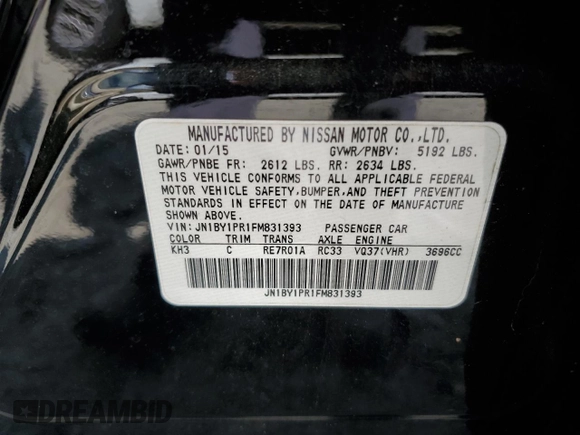 MANUFACTURED BY NISSAN MOTOR CO.,LTD.
DATE: 01/15 GVWR/PNBV: 5192 LBS.
GAWR/PNBE FR: 2612 LBS. RR: 2634 LBS.
THIS VEHICLE CONFORMS TO ALL APPLICABLE FEDERAL
MOTOR VEHICLE SAFETY,BUMPER,AND THEFT PREVENTION
STANDARDS IN EFFECT ON THE DATE OF MANUFACTURE
SHOWN ABOVE.
VIN: JN1BY1PR1FM831393 PASSENGER CAR
COLOR TRIM TRANS AXLE ENGINE
KH3 C RE7R01A RC33 VQ37(VHR) 3696CC
JN1BY1PR1FM831393
DREAMBID